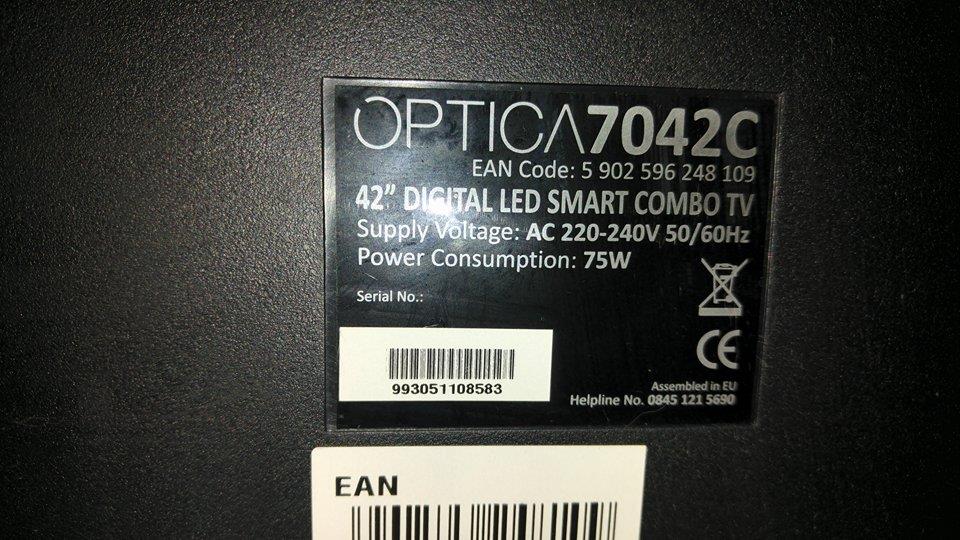 OPTICA7042C
EAN Code: 5 902 596 248 109
42” DIGITAL LED SMART COMBO TV
Supply Voltage: AC 220-240V 50/60Hz
Power Consumption: 75W
Serial No.:
993051108583
CE
Assembled in EU
Helpline No. 0845 121 5690
EAN